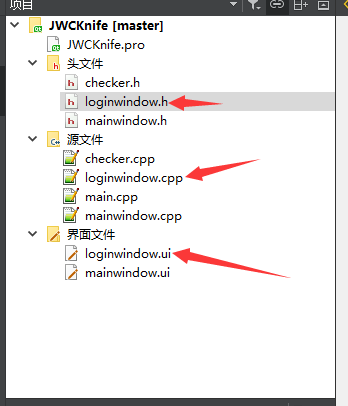 项目
JWCKnife [master]
JWCKnife.pro
头文件
checker.h
loginwindow.h
mainwindow.h
源文件
checker.cpp
loginwindow.cpp
main.cpp
mainwindow.cpp
界面文件
loginwindow.ui
mainwindow.ui